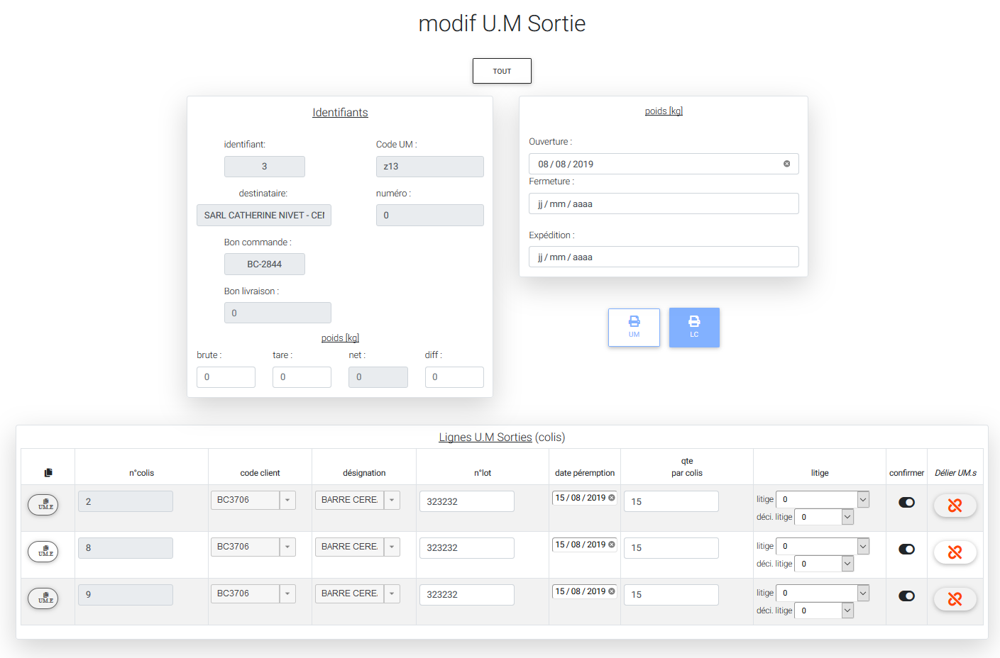 modif U.M Sortie
TOUT
Identifiants
identifiant:
Code UM :
3
z13
destinataire:
numéro :
SARL CATHERINE NIVET - CEI
0
Bon commande :
BC-2844
Bon livraison :
0
poids [kg]
brute :
tare :
net :
diff :
0
0
0
0
poids [kg]
Ouverture :
08 / 08 / 2019
Fermeture :
jj / mm / aaaa
Expédition :
jj / mm / aaaa
UM
LC
Lignes U.M Sorties (colis)
n°colis
code client
désignation
n°lot
date péremption
qte
par colis
litige
confirmer
Délier UM.s
UM.E
2
BC3706
BARRE CERE.
323232
15 / 08 / 2019
15
litige 0
déci. litige 0
UM.E
8
BC3706
BARRE CERE.
323232
15 / 08 / 2019
15
litige 0
déci. litige 0
UM.E
9
BC3706
BARRE CERE.
323232
15 / 08 / 2019
15
litige 0
déci. litige 0